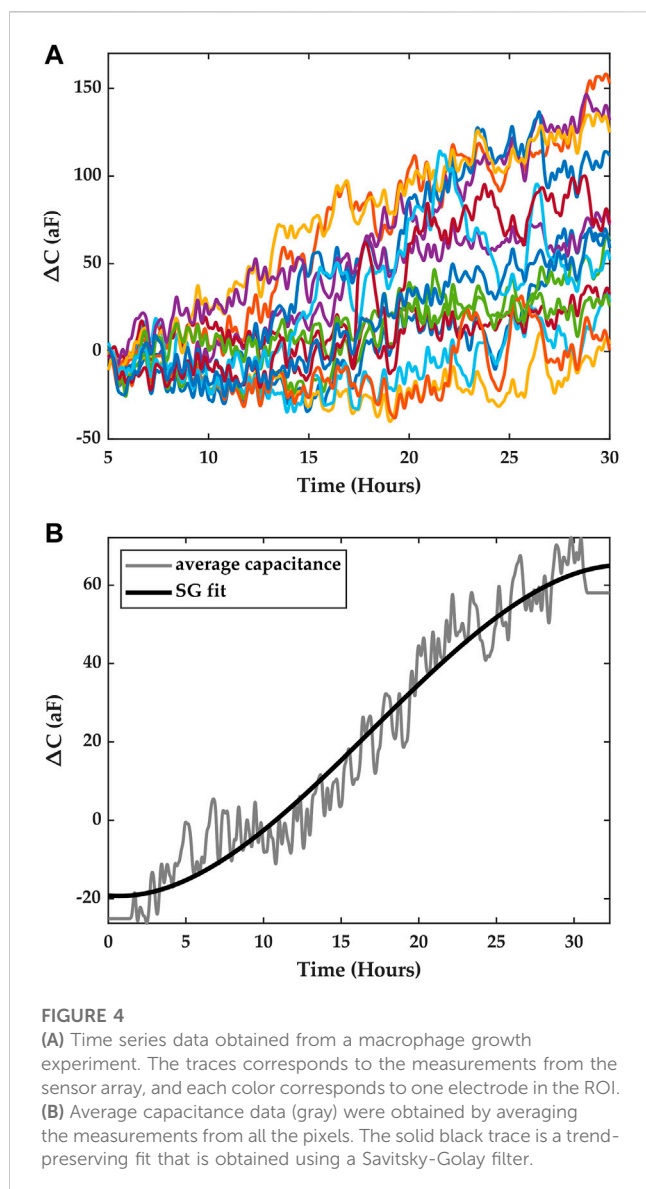 A
150
100
50
0
-50
ΔC (aF)
5 10 15 20 25 30
Time (Hours)
B
average capacitance
SG fit
60
40
20
0
-20
ΔC (aF)
0 5 10 15 20 25 30
Time (Hours)
FIGURE 4
(A) Time series data obtained from a macrophage growth
experiment. The traces corresponds to the measurements from the
sensor array, and each color corresponds to one electrode in the ROI.
(B) Average capacitance data (gray) were obtained by averaging
the measurements from all the pixels. The solid black trace is a trend-
preserving fit that is obtained using a Savitsky-Golay filter.